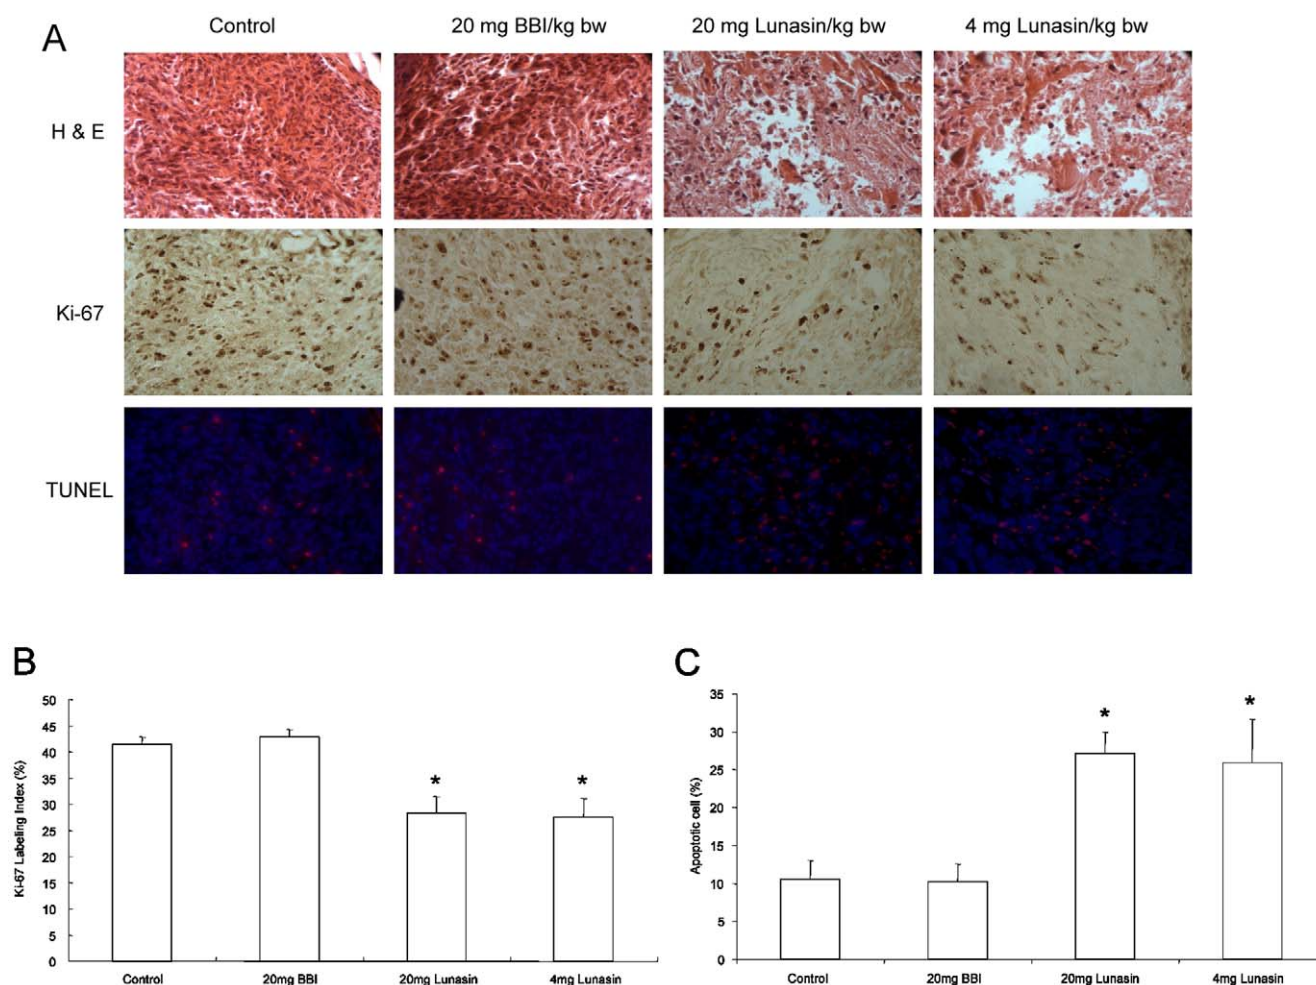 A
Control
20 mg BBI/kg bw
20 mg Lunasin/kg bw
4 mg Lunasin/kg bw
H & E
Ki-67
TUNEL
B
Ki-67 Labeling Index (%)
50
45
40
35
30
25
20
15
10
5
0
*
*
Control
20mg BBI
20mg Lunasin
4mg Lunasin
C
Apoptotic cell (%)
35
30
25
20
15
10
5
0
*
*
Control
20mg BBI
20mg Lunasin
4mg Lunasin